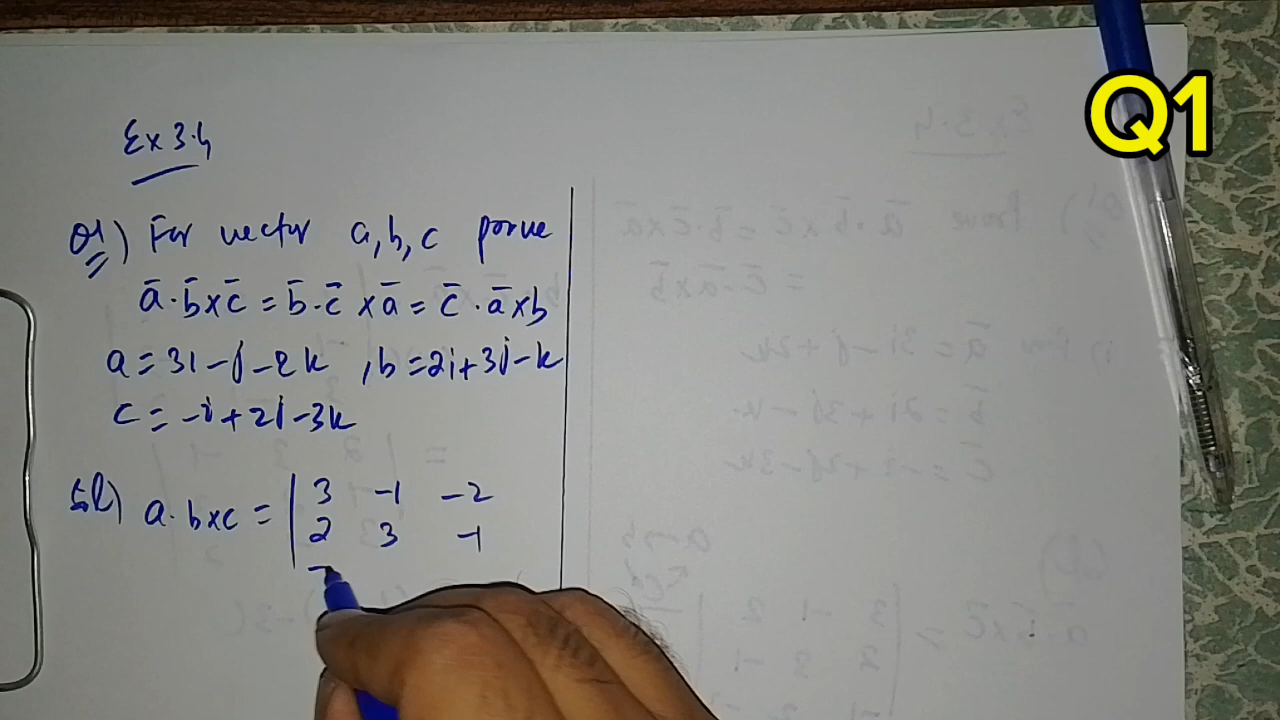 Q1
Ex 3.4
Q1) For vector a, b, c porve
a̅ . b̅ x c̅ = b̅ . c̅ x a̅ = c̅ . a̅ x b
a = 3i - j - 2k , b = 2i + 3j - k
c = -i + 2j - 3k
Sol) a . b x c = | 3 -1 -2
2 3 -1
-